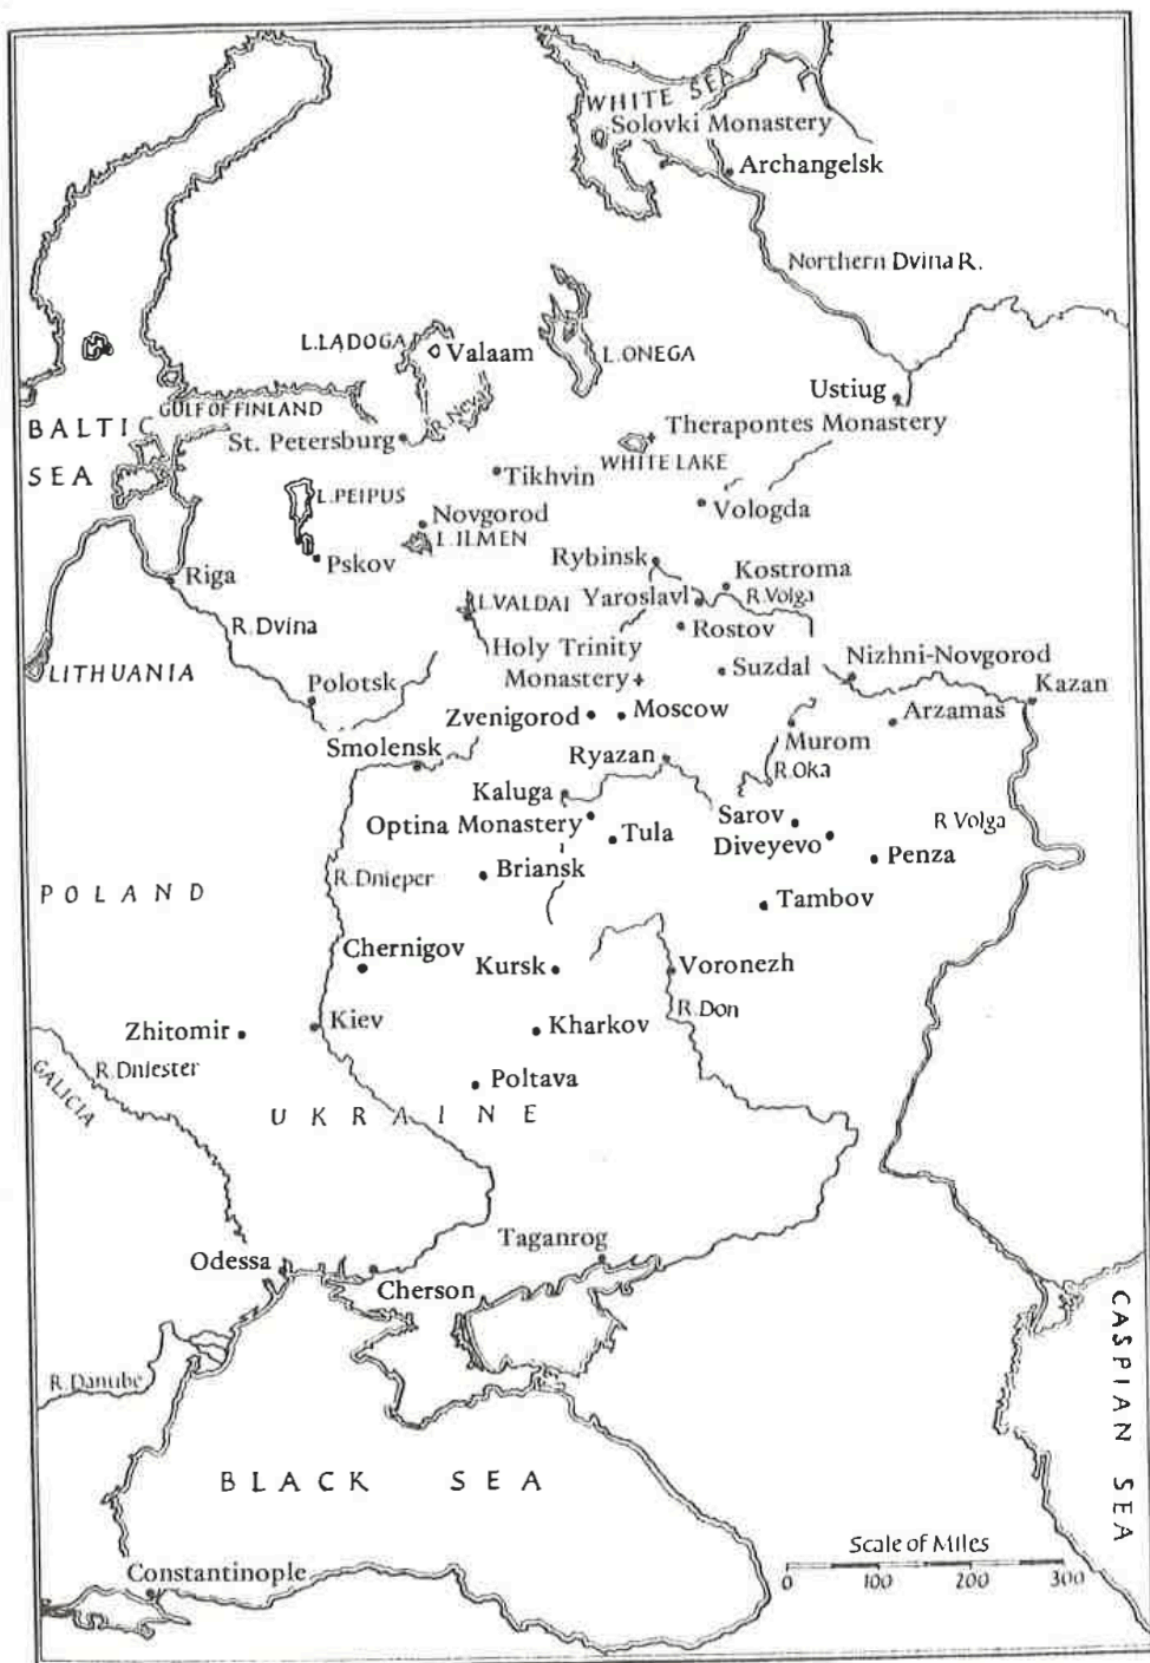 WHITE SEA
Solovki Monastery
Archangelsk
Northern Dvina R.
L.LADOGA
Valaam
L.ONEGA
Ustiug
GULF OF FINLAND
BALTIC
SEA
R Neva
St. Petersburg
Therapontes Monastery
WHITE LAKE
Tikhvin
L.PEIPUS
Vologda
Novgorod
L.ILMEN
Pskov
Rybinsk
Riga
Kostroma
L.VALDAI
Yaroslavl
R.Volga
R.Dvina
Rostov
Holy Trinity
Monastery
LITHUANIA
Suzdal
Nizhni-Novgorod
Kazan
Polotsk
Zvenigorod
Moscow
Arzamas
Smolensk
Ryazan
Murom
R.Oka
Kaluga
Optina Monastery
Tula
Sarov
Diveyevo
R Volga
Penza
Briansk
R.Dnieper
POLAND
Tambov
Chernigov
Kursk
Voronezh
R.Don
Zhitomir
Kiev
Kharkov
R.Dniester
GALICIA
Poltava
UKRAINE
Taganrog
Odessa
Cherson
CASPIAN SEA
R.Danube
BLACK SEA
Scale of Miles
0 100 200 300
Constantinople